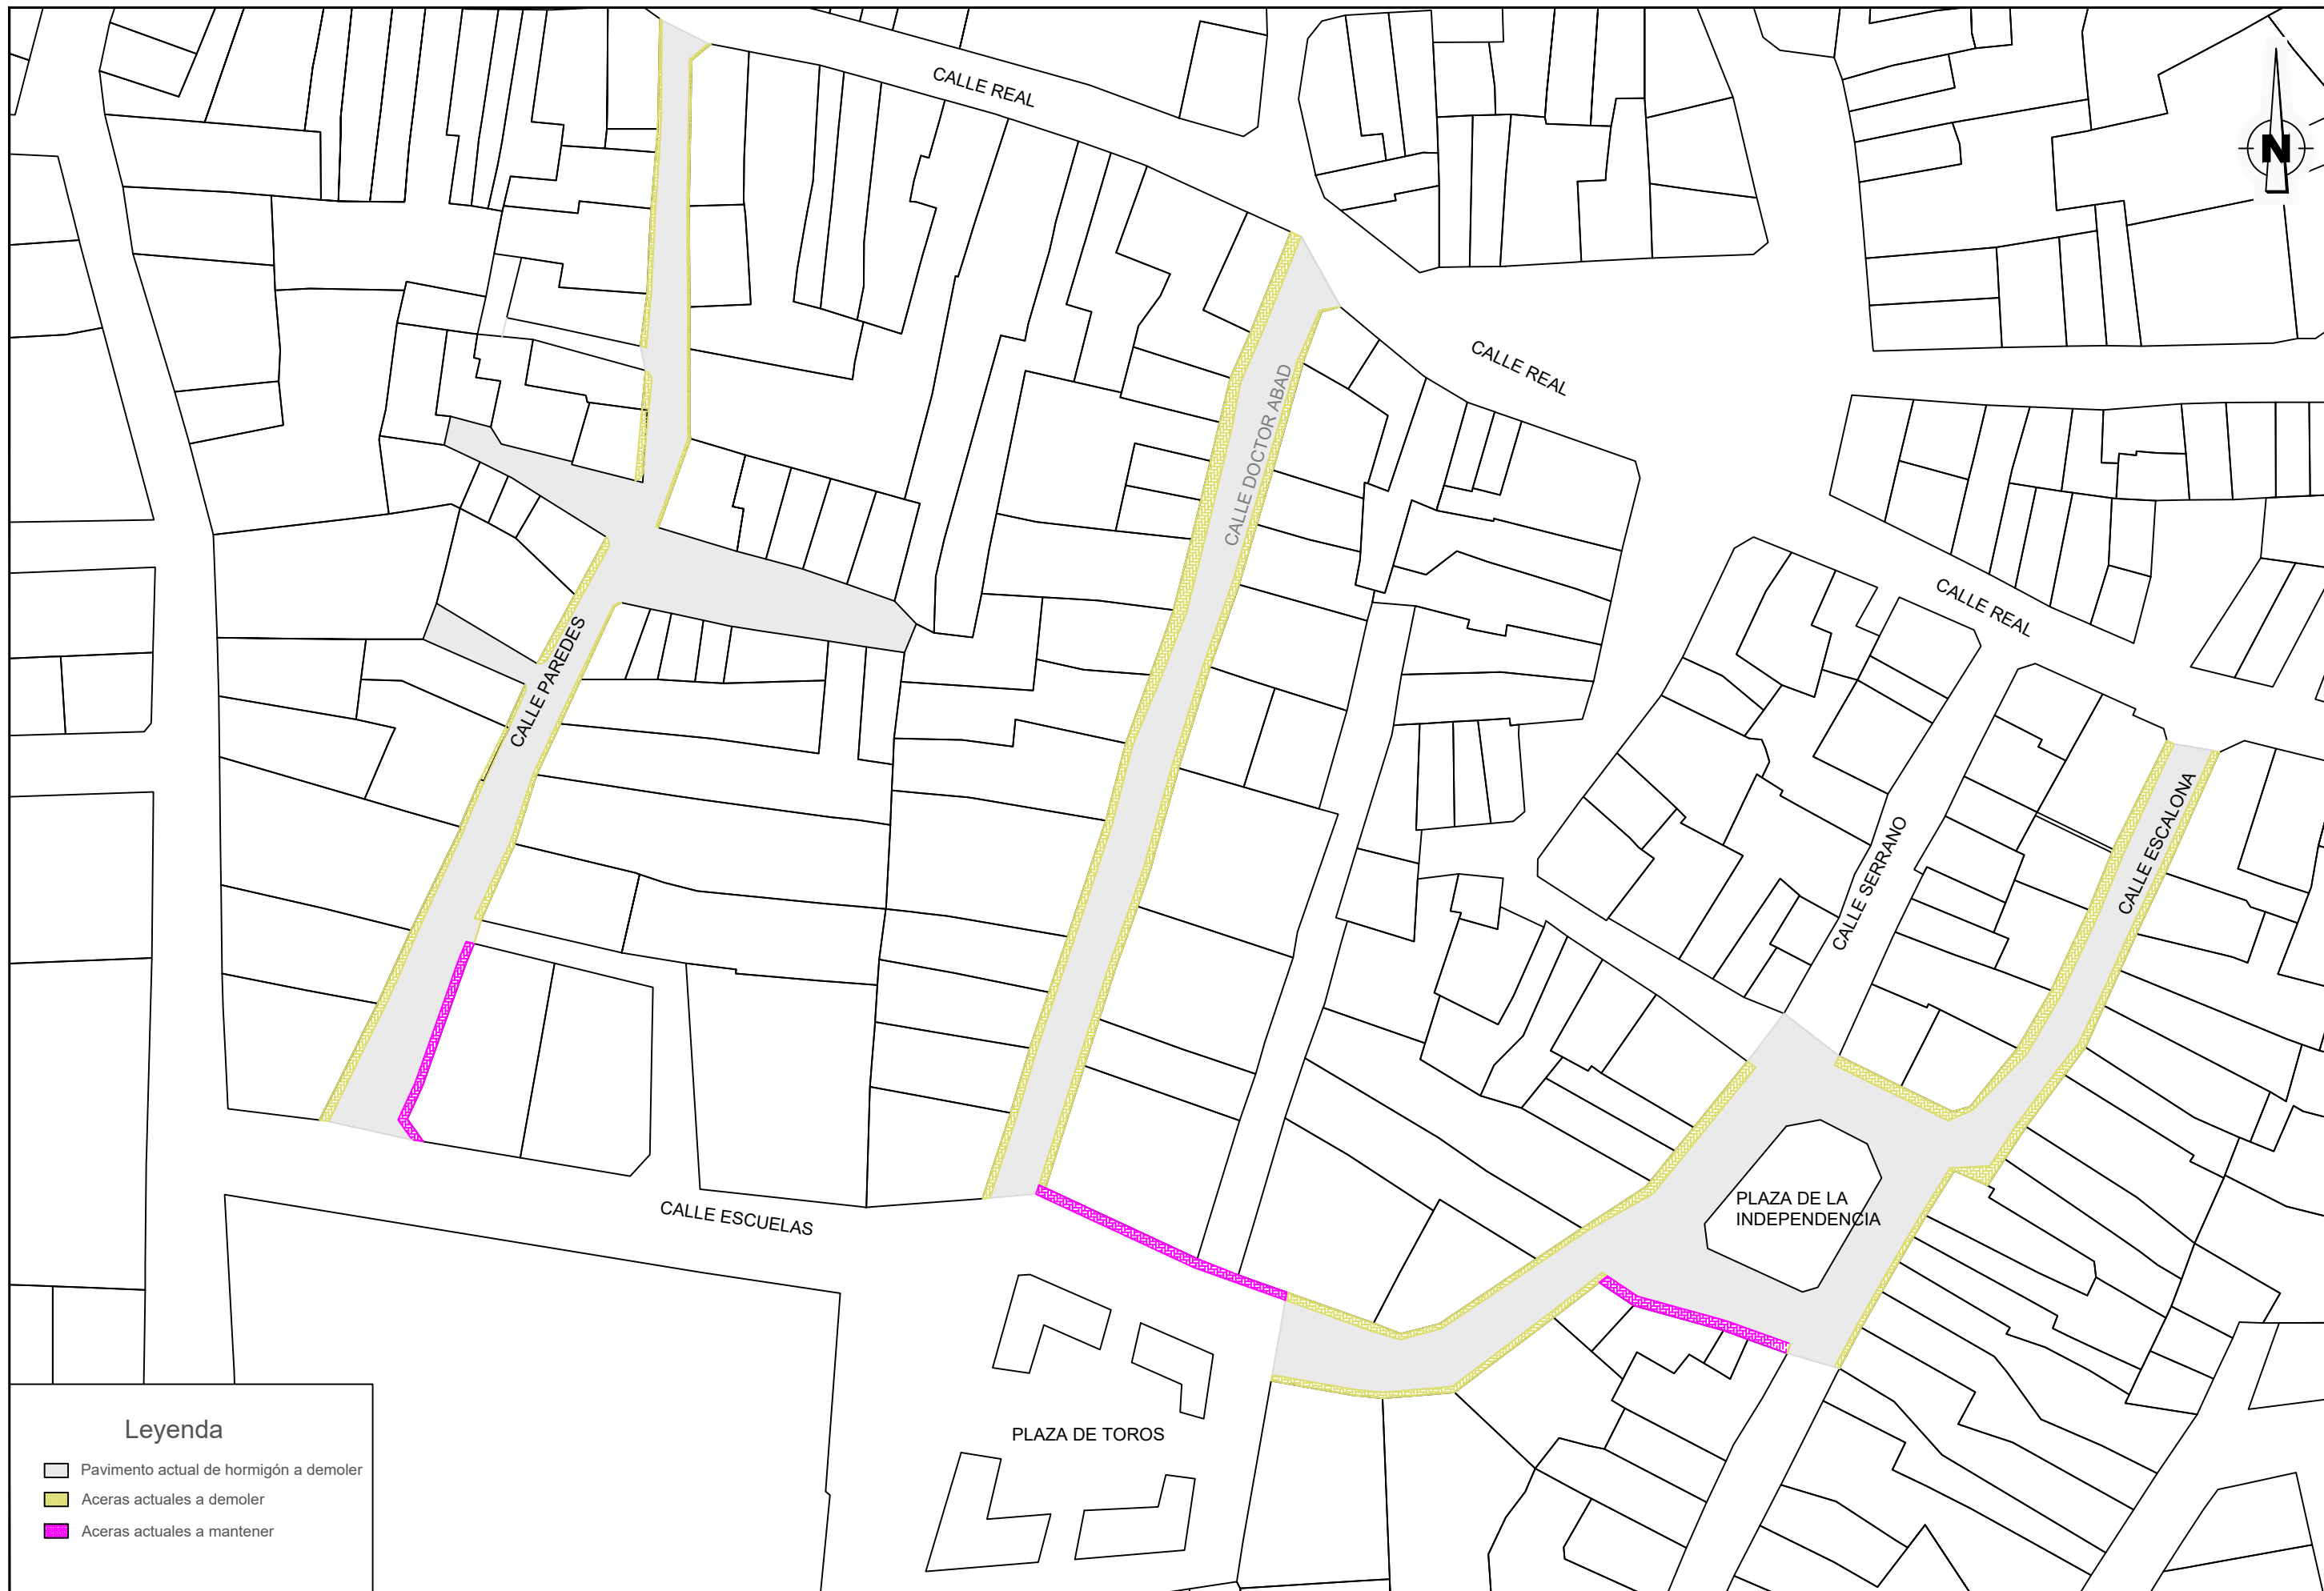 CALLE REAL
N
CALLE REAL
CALLE DOCTOR ABAD
CALLE REAL
CALLE PAREDES
CALLE ESCALONA
CALLE SERRANO
PLAZA DE LA
INDEPENDENCIA
CALLE ESCUELAS
PLAZA DE TOROS
Leyenda
Pavimento actual de hormigón a demoler
Aceras actuales a demoler
Aceras actuales a mantener